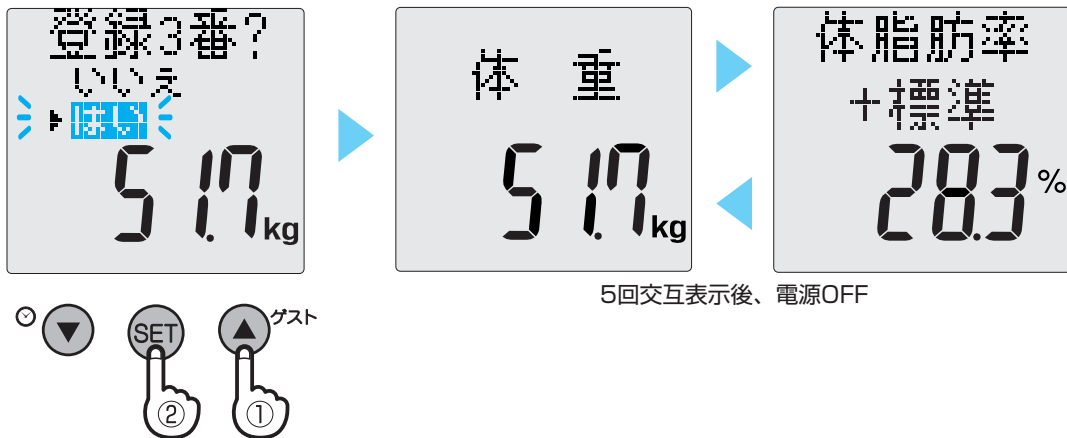 登録3番?
いいえ
はい
51.7kg
体 重
51.7kg
体脂肪率
+標準
28.3%
5回交互表示後、電源OFF
SET
ゲスト
②
①